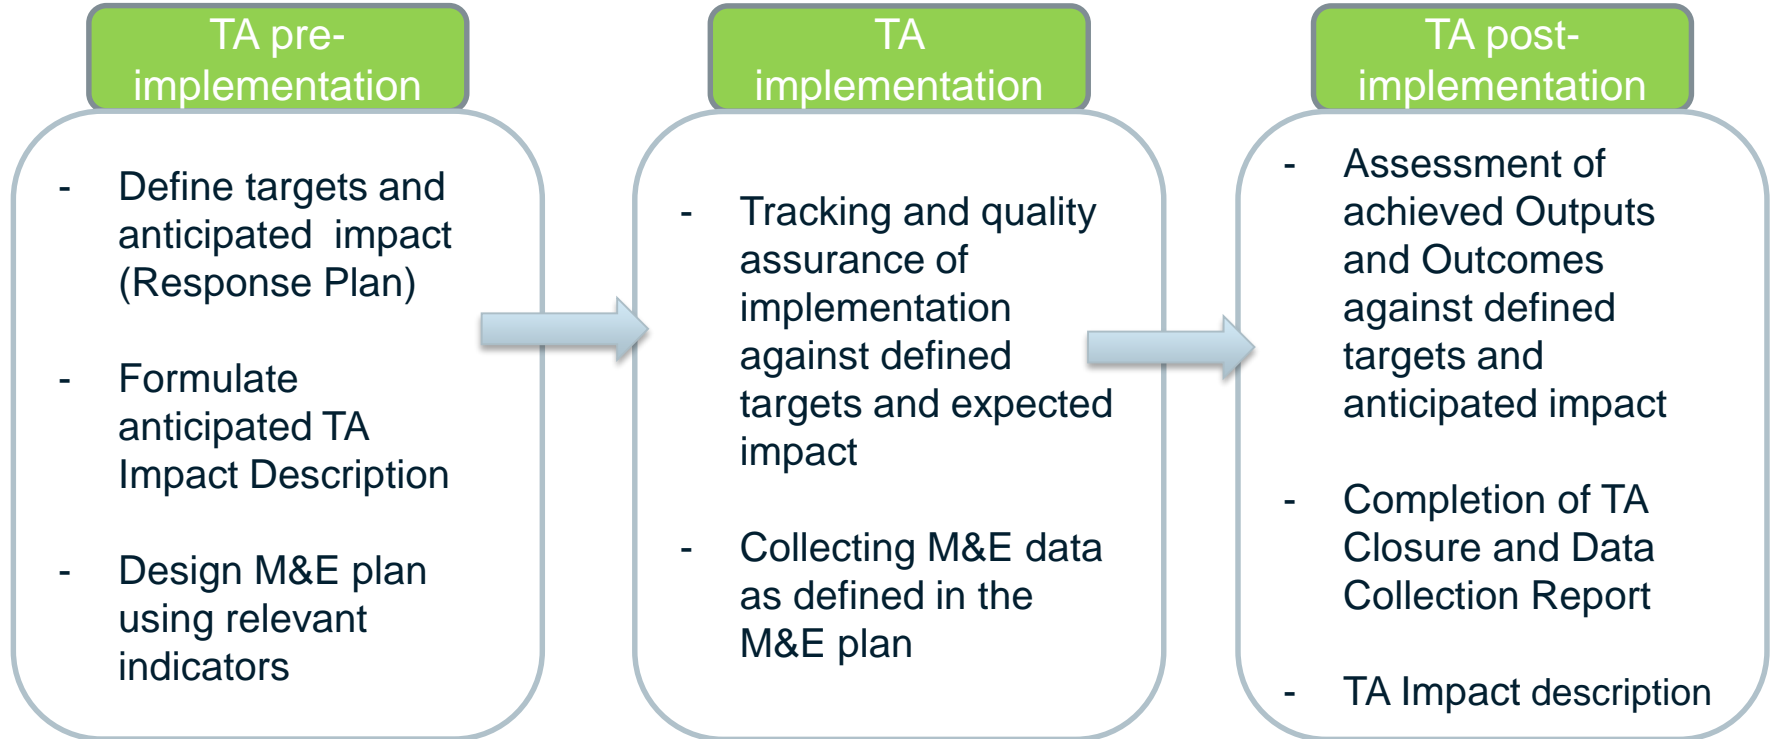 TA pre-
implementation
- Define targets and
anticipated impact
(Response Plan)
- Formulate
anticipated TA
Impact Description
- Design M&E plan
using relevant
indicators
TA
implementation
- Tracking and quality
assurance of
implementation
against defined
targets and expected
impact
- Collecting M&E data
as defined in the
M&E plan
TA post-
implementation
- Assessment of
achieved Outputs
and Outcomes
against defined
targets and
anticipated impact
- Completion of TA
Closure and Data
Collection Report
- TA Impact description